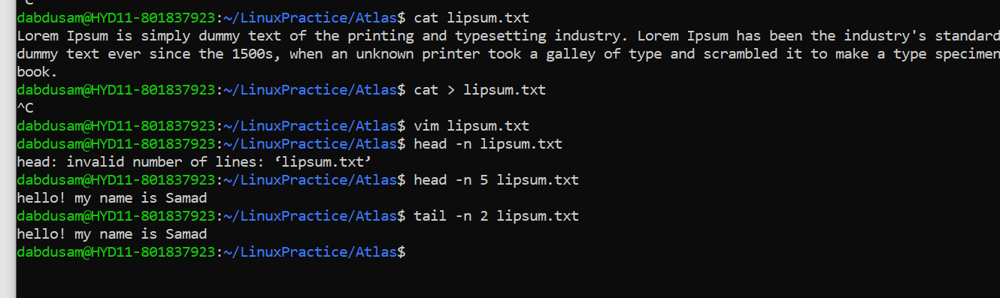 ^C
dabdusam@HYD11-801837923:~/LinuxPractice/Atlas$ cat lipsum.txt
Lorem Ipsum is simply dummy text of the printing and typesetting industry. Lorem Ipsum has been the industry's standard
dummy text ever since the 1500s, when an unknown printer took a galley of type and scrambled it to make a type specimen
book.
dabdusam@HYD11-801837923:~/LinuxPractice/Atlas$ cat > lipsum.txt
^C
dabdusam@HYD11-801837923:~/LinuxPractice/Atlas$ vim lipsum.txt
dabdusam@HYD11-801837923:~/LinuxPractice/Atlas$ head -n lipsum.txt
head: invalid number of lines: ‘lipsum.txt’
dabdusam@HYD11-801837923:~/LinuxPractice/Atlas$ head -n 5 lipsum.txt
hello! my name is Samad
dabdusam@HYD11-801837923:~/LinuxPractice/Atlas$ tail -n 2 lipsum.txt
hello! my name is Samad
dabdusam@HYD11-801837923:~/LinuxPractice/Atlas$